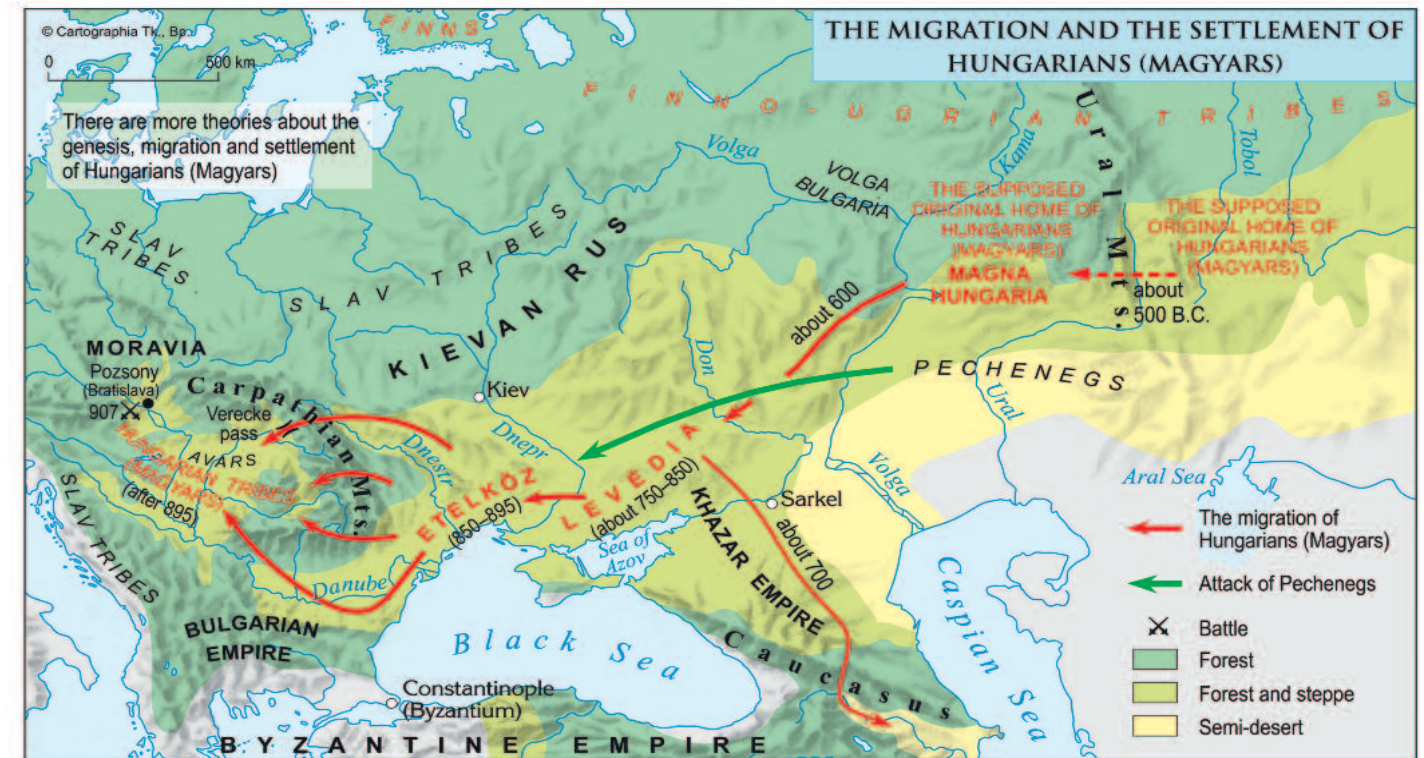 © Cartographia Tk., Bp.
0 500 km
There are more theories about the
genesis, migration and settlement
of Hungarians (Magyars)
THE MIGRATION AND THE SETTLEMENT OF
HUNGARIANS (MAGYARS)
FINNS
FINNO-UGRIAN TRIBES
Ural Mts.
Kama
Tobol
Volga
VOLGA
BULGARIA
THE SUPPOSED
ORIGINAL HOME OF
HUNGARIANS
(MAGYARS)
MAGNA
HUNGARIA
THE SUPPOSED
ORIGINAL HOME OF
HUNGARIANS
(MAGYARS)
about
500 B.C.
SLAV
TRIBES
SLAV TRIBES
KIEVAN RUS
about 600
Don
PECHENEGS
Ural
MORAVIA
Pozsony
(Bratislava)
907
Carpathian Mts.
Verecke
pass
Kiev
Dnepr
Dnestr
AVARS
HUNGARIAN TRIBES
(MAGYARS)
(after 895)
ETELKÖZ
(850–895)
LEVÉDIA
(about 750–850)
KHAZAR EMPIRE
Sarkel
about 700
Volga
Aral Sea
Sea of
Azov
SLAV TRIBES
Danube
BULGARIAN
EMPIRE
Black Sea
Caucasus
Caspian Sea
Constantinople
(Byzantium)
BYZANTINE EMPIRE
The migration of
Hungarians (Magyars)
Attack of Pechenegs
Battle
Forest
Forest and steppe
Semi-desert